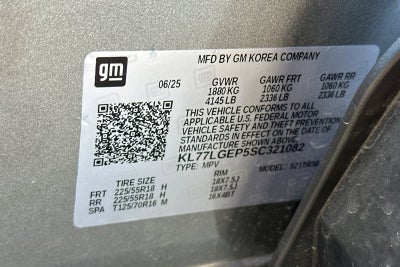 gm
MFD BY GM KOREA COMPANY
06/25 GVWR GAWR FRT GAWR RR
1880 KG 1060 KG 1060 KG
4145 LB 2336 LB 2336 LB
THIS VEHICLE CONFORMS TO ALL
APPLICABLE U.S. FEDERAL MOTOR
VEHICLE SAFETY AND BUMPER
STANDARDS IN EFFECT ON THE DATE OF
MANUFACTURE SHOWN ABOVE
KL77LGEP5SC321082
TYPE: MPV MODEL:
TIRE SIZE RIM
FRT 225/55R18 H 18X7.5J
RR 225/55R18 H 18X7.5J
SPA T125/70R16 M 16X4BT